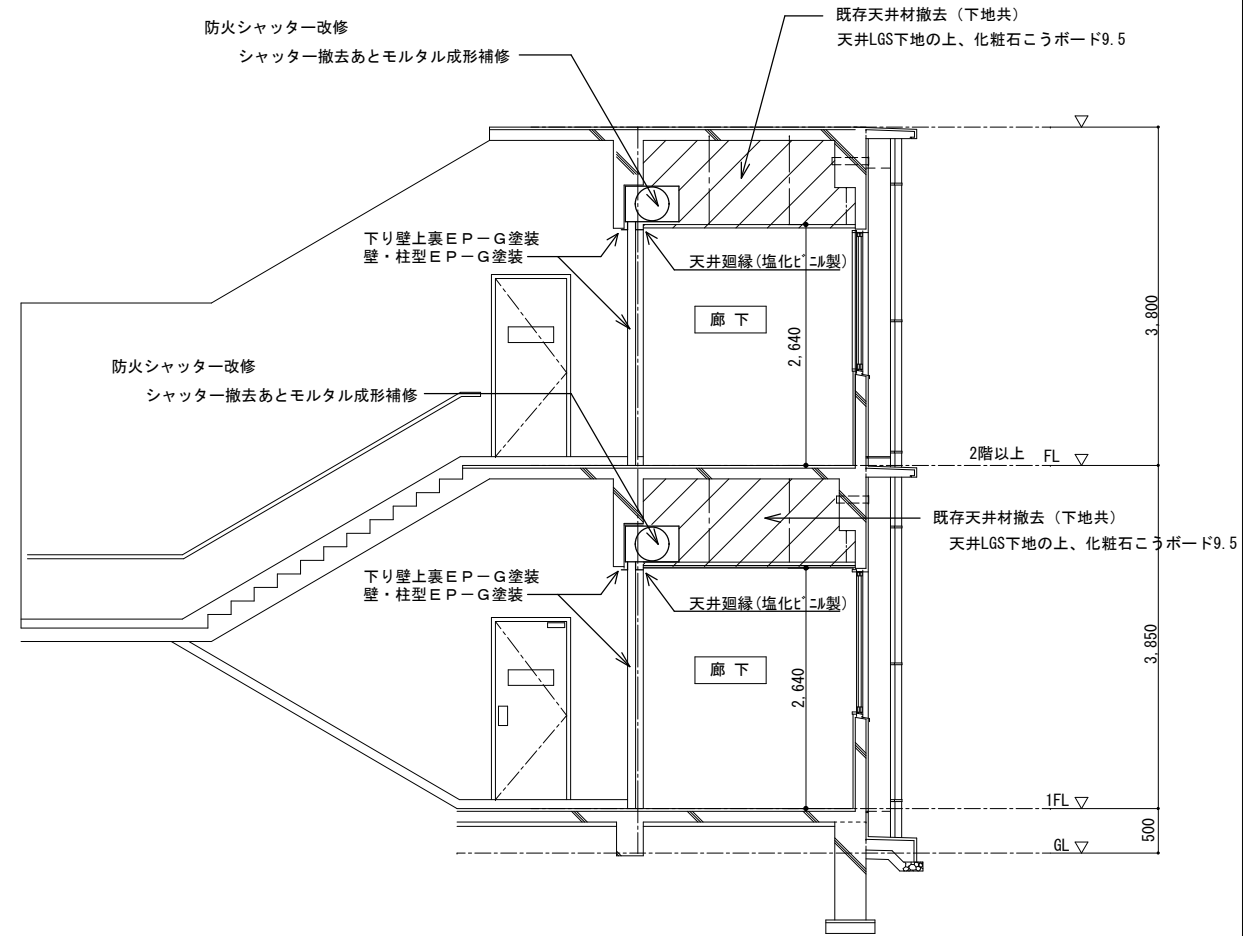 防火シャッター改修
シャッター撤去あとモルタル成形補修
既存天井材撤去（下地共）
天井LGS下地の上、化粧石こうボード9.5
下り壁上裏ＥＰ－Ｇ塗装
壁・柱型ＥＰ－Ｇ塗装
天井廻縁(塩化ﾋﾞﾆﾙ製)
廊 下
2,640
3,800
防火シャッター改修
シャッター撤去あとモルタル成形補修
2階以上 FL
既存天井材撤去（下地共）
天井LGS下地の上、化粧石こうボード9.5
下り壁上裏ＥＰ－Ｇ塗装
壁・柱型ＥＰ－Ｇ塗装
天井廻縁(塩化ﾋﾞﾆﾙ製)
廊 下
2,640
3,850
1FL
500
GL